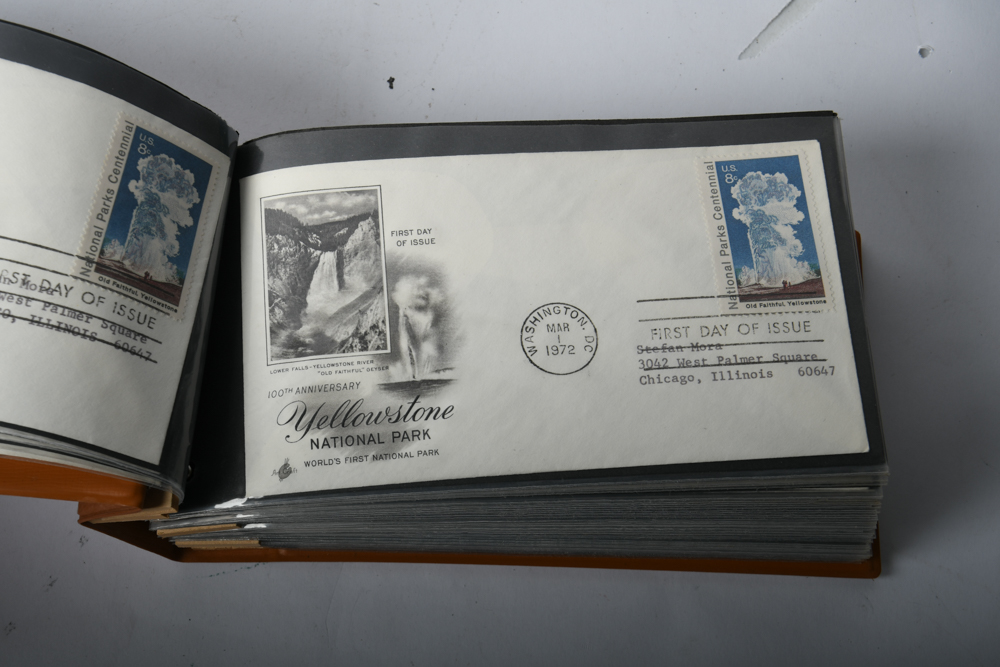 National Parks Centennial
U.S.
8c
Old Faithful, Yellowstone
ST DAY OF ISSUE
West Palmer Square
O, ILLINOIS 60647
FIRST DAY
OF ISSUE
LOWER FALLS-YELLOWSTONE RIVER
"OLD FAITHFUL" GEYSER
100TH ANNIVERSARY
Yellowstone
NATIONAL PARK
WORLD'S FIRST NATIONAL PARK
WASHINGTON, DC
MAR
1
1972
National Parks Centennial
U.S.
8c
Old Faithful, Yellowstone
FIRST DAY OF ISSUE
Stefan Mora
3042 West Palmer Square
Chicago, Illinois 60647